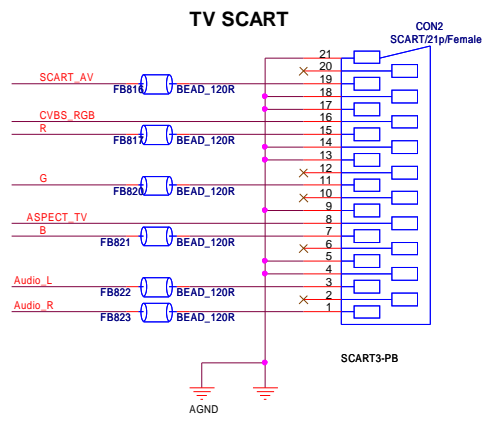 TV SCART
CON2
SCART/21p/Female
21
20
SCART_AV
FB816
BEAD_120R
19
18
17
CVBS_RGB
16
R
FB817
BEAD_120R
15
14
13
12
G
FB820
BEAD_120R
11
10
9
ASPECT_TV
8
B
FB821
BEAD_120R
7
6
5
4
Audio_L
FB822
BEAD_120R
3
2
Audio_R
FB823
BEAD_120R
1
SCART3-PB
AGND